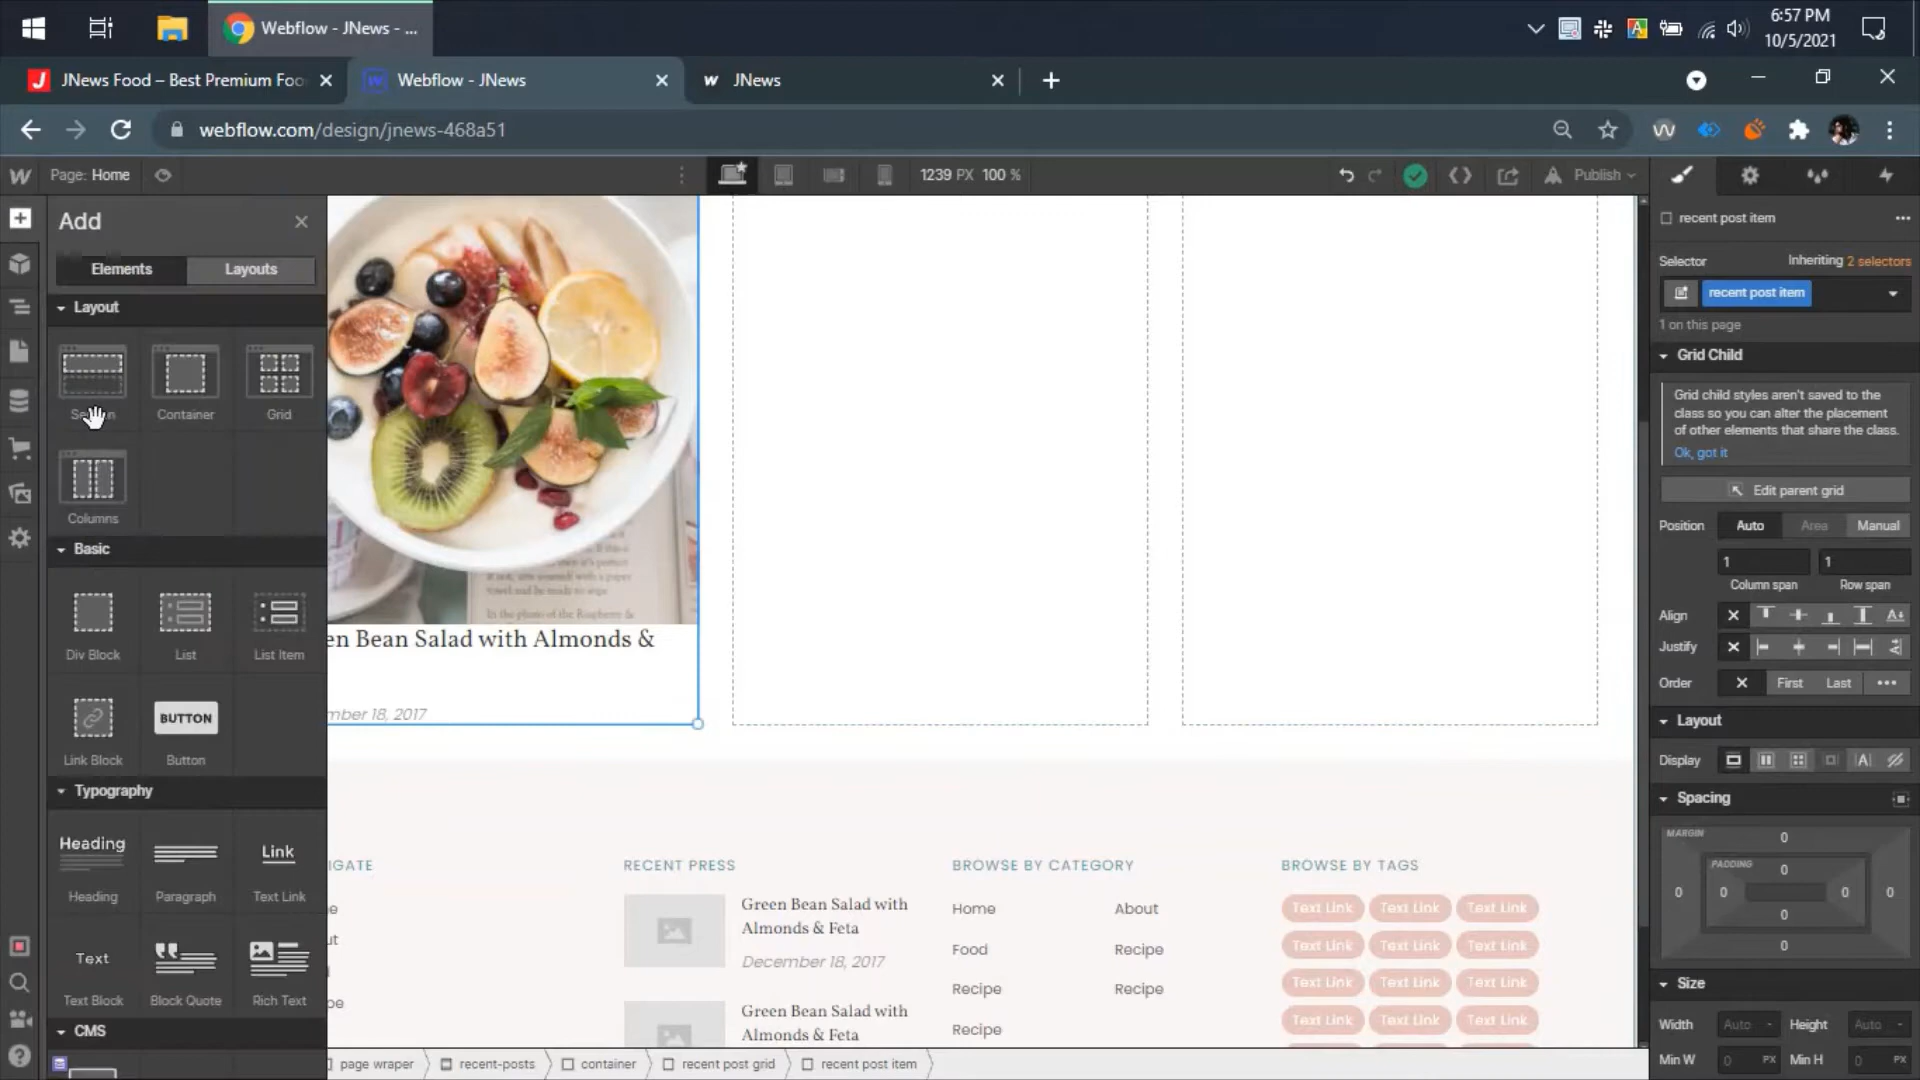 Webflow - JNews - ...
6:57 PM
10/5/2021
JNews Food – Best Premium Foo
Webflow - JNews
JNews
webflow.com/design/jnews-468a51
Page: Home
1239 PX 100 %
Publish
Add
Elements
Layouts
Layout
Container
Grid
Columns
Basic
Div Block
List
List Item
BUTTON
Link Block
Button
Typography
Heading
Link
Heading
Paragraph
Text Link
Text
Text Block
Block Quote
Rich Text
CMS
en Bean Salad with Almonds &
mber 18, 2017
IGATE
RECENT PRESS
BROWSE BY CATEGORY
BROWSE BY TAGS
Green Bean Salad with
Almonds & Feta
December 18, 2017
Green Bean Salad with
Almonds & Feta
Home
About
Food
Recipe
Recipe
Recipe
Recipe
Text Link Text Link Text Link
Text Link Text Link Text Link
Text Link Text Link Text Link
Text Link Text Link Text Link
page wraper
recent-posts
container
recent post grid
recent post item
recent post item
Selector
Inheriting 2 selectors
recent post item
1 on this page
Grid Child
Grid child styles aren't saved to the
class so you can alter the placement
of other elements that share the class.
Ok, got it
Edit parent grid
Position
Auto
Area
Manual
1
1
Column span
Row span
Align
Justify
Order
First
Last
Layout
Display
Spacing
MARGIN
0
PADDING
0
0
0
0
0
0
0
Size
Width
Auto
Height
Auto
Min W
0
PX
Min H
0
PX